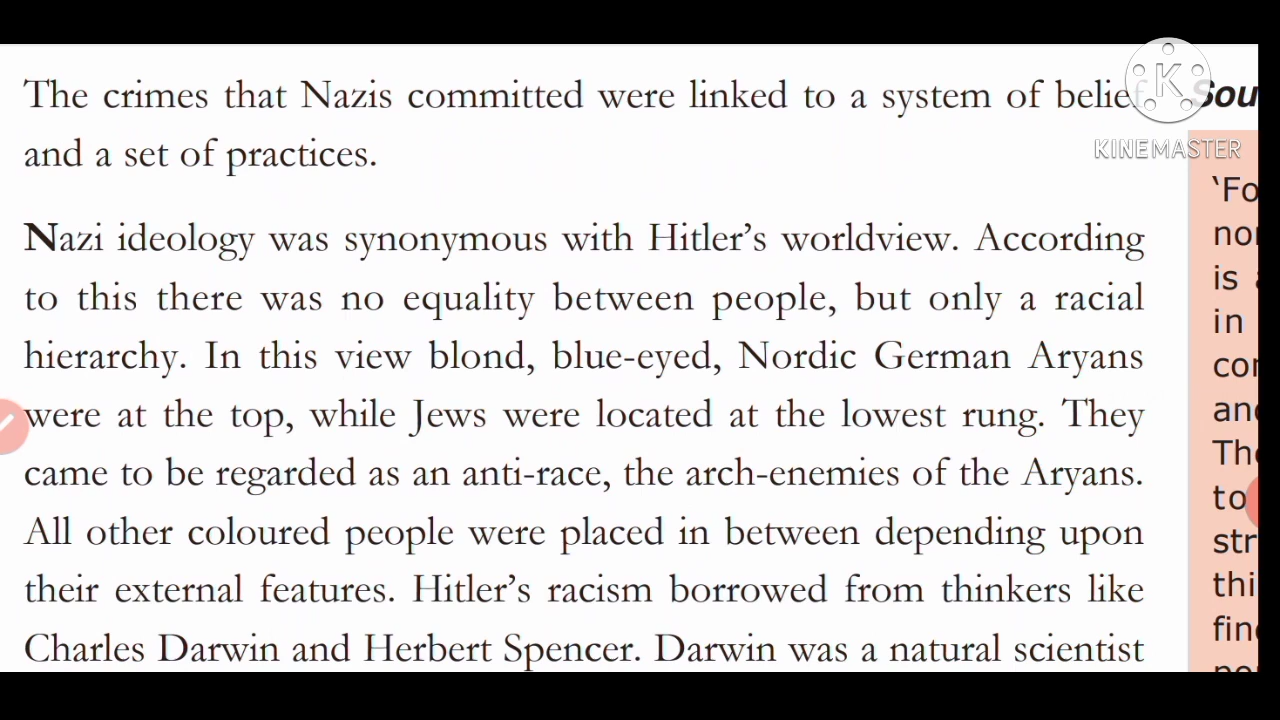 The crimes that Nazis committed were linked to a system of belief
and a set of practices.
Nazi ideology was synonymous with Hitler’s worldview. According
to this there was no equality between people, but only a racial
hierarchy. In this view blond, blue-eyed, Nordic German Aryans
were at the top, while Jews were located at the lowest rung. They
came to be regarded as an anti-race, the arch-enemies of the Aryans.
All other coloured people were placed in between depending upon
their external features. Hitler’s racism borrowed from thinkers like
Charles Darwin and Herbert Spencer. Darwin was a natural scientist
K
KINEMASTER
is
in
to